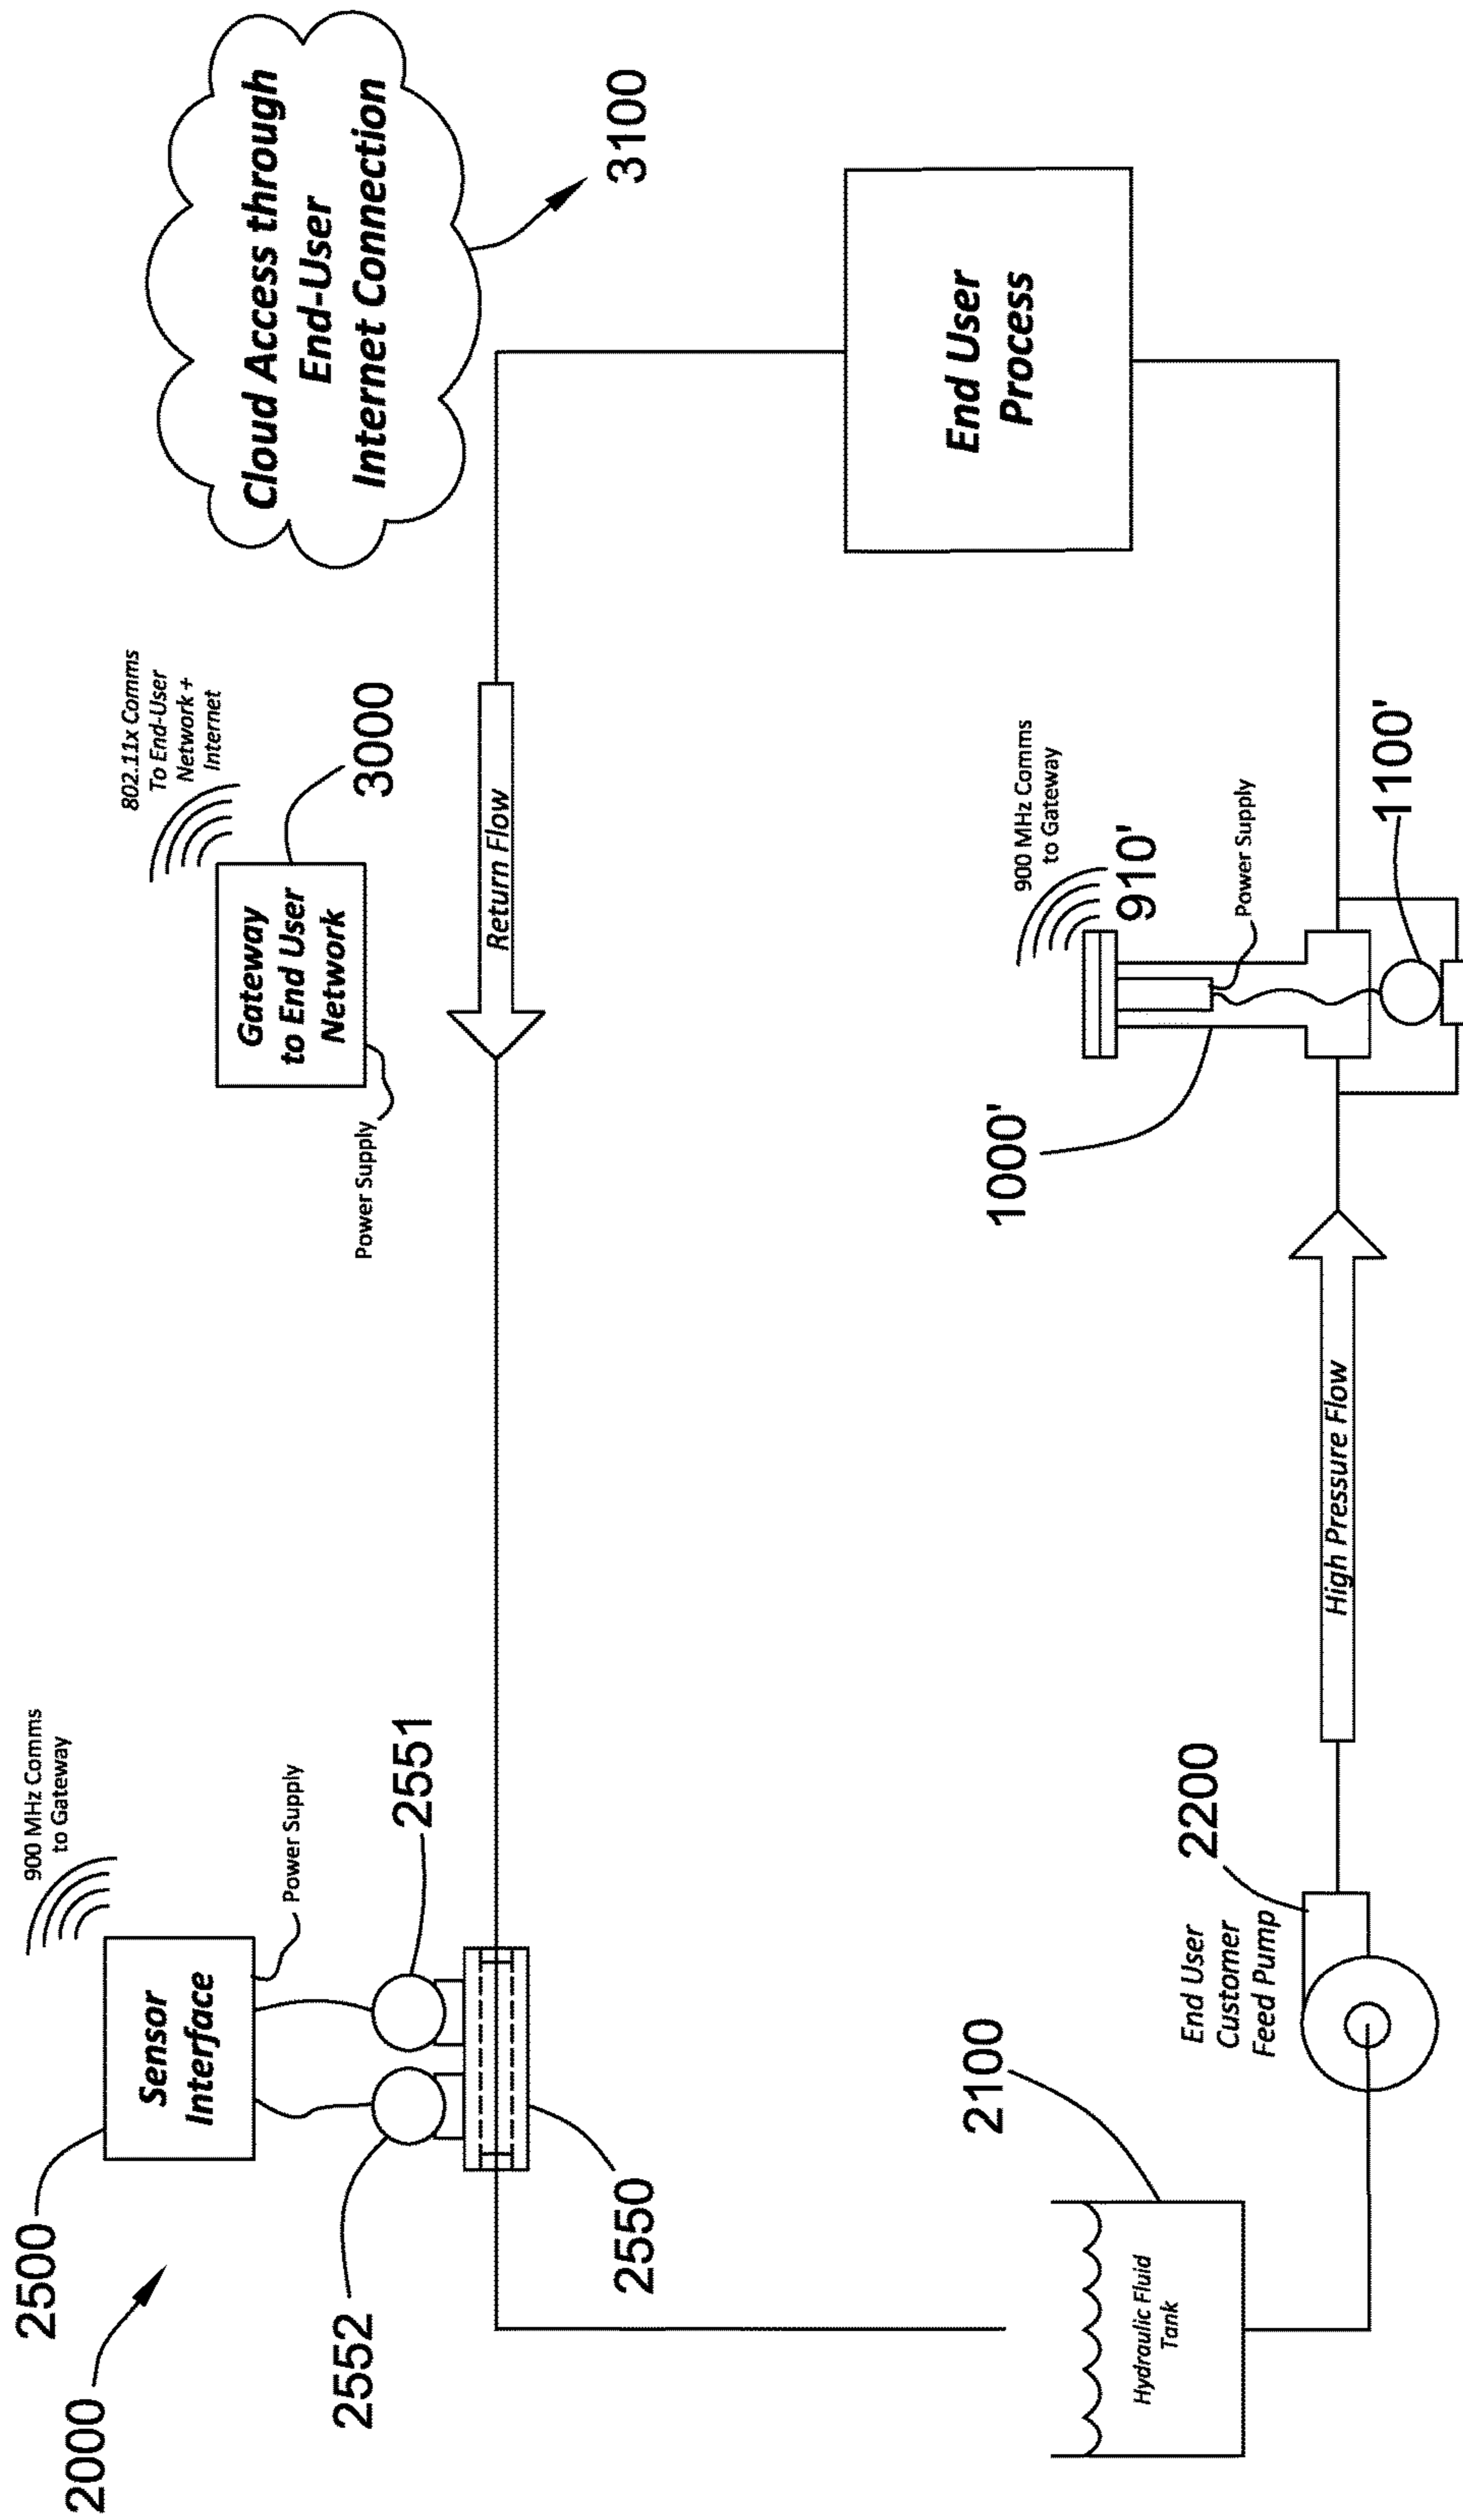 2000
2500
Sensor
Interface
900 MHz Comms
to Gateway
Power Supply
2552
2551
2550
Gateway
to End User
Network
Power Supply
802.11x Comms
To End-User
Network +
Internet
3000
Cloud Access through
End-User
Internet Connection
3100
Return Flow
2100
Hydraulic Fluid
Tank
End User
Customer
Feed Pump
2200
High Pressure Flow
1000'
900 MHz Comms
to Gateway
910'
Power Supply
1100'
End User
Process